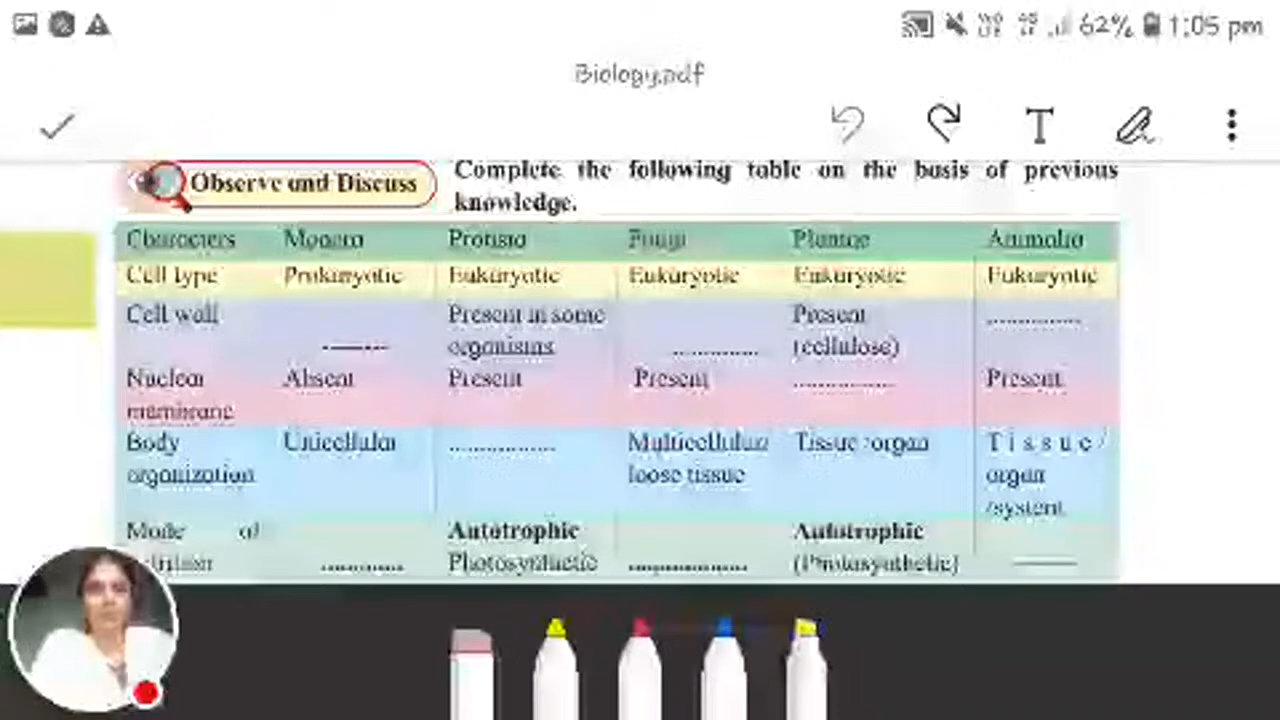 62% 1:05 pm
Biology.pdf
T
Observe and Discuss
Complete the following table on the basis of previous
knowledge.
Characters Monera Protista Fungi Plantae Animalia
Cell type Prokaryotic Eukaryotic Eukaryotic Eukaryotic Eukaryotic
Cell wall Present in some Present ................
---------- organisms ............... (cellulose)
Nuclear Absent Present Present ................. Present
membrane
Body Unicellular .................. Multicellular/ Tissue/organ Tissue/
organization loose tissue organ
/system
Mode of Autotrophic Autotrophic
.............. Photosynthetic .................... (Photosynthetic)